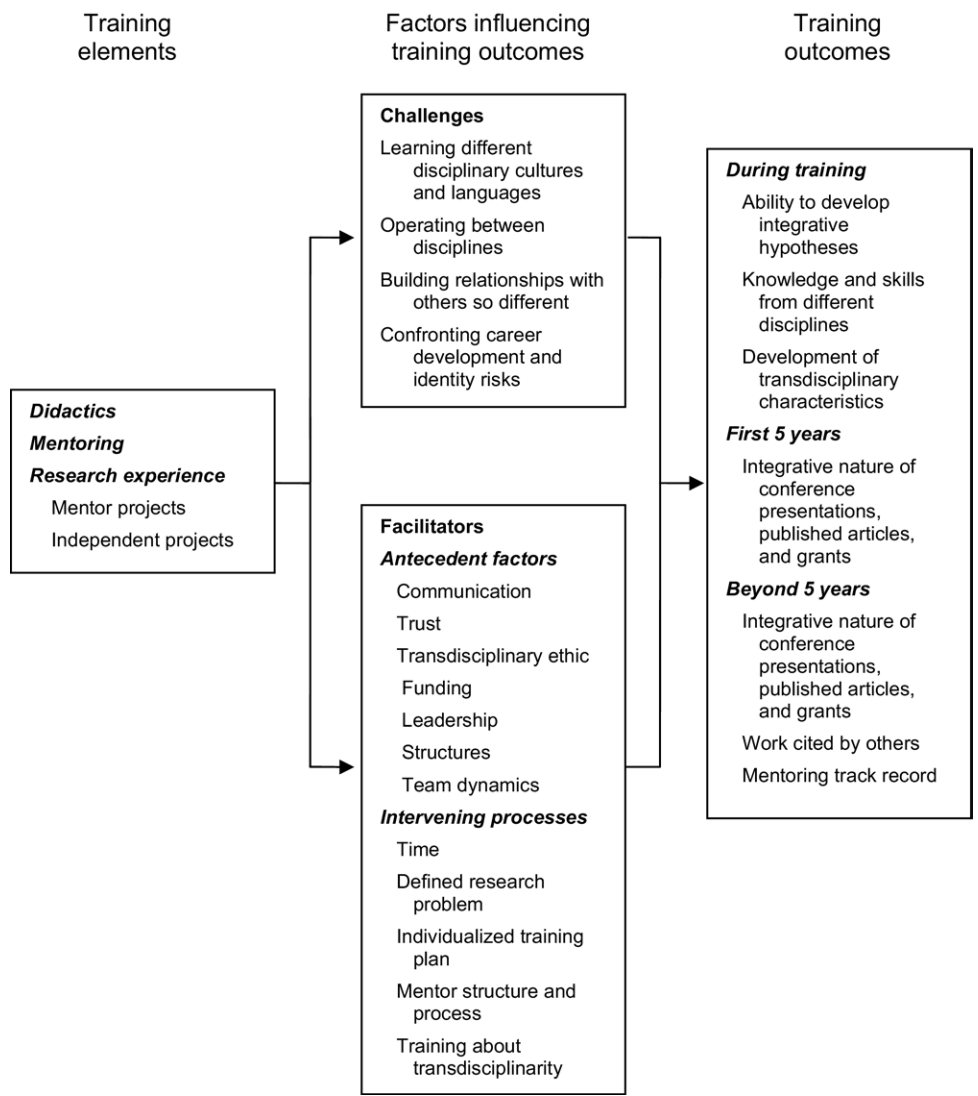 Training
elements
Factors influencing
training outcomes
Training
outcomes
Didactics
Mentoring
Research experience
Mentor projects
Independent projects
Challenges
Learning different
disciplinary cultures
and languages
Operating between
disciplines
Building relationships with
others so different
Confronting career
development and
identity risks
Facilitators
Antecedent factors
Communication
Trust
Transdisciplinary ethic
Funding
Leadership
Structures
Team dynamics
Intervening processes
Time
Defined research
problem
Individualized training
plan
Mentor structure and
process
Training about
transdisciplinarity
During training
Ability to develop
integrative
hypotheses
Knowledge and skills
from different
disciplines
Development of
transdisciplinary
characteristics
First 5 years
Integrative nature of
conference
presentations,
published articles,
and grants
Beyond 5 years
Integrative nature of
conference
presentations,
published articles,
and grants
Work cited by others
Mentoring track record